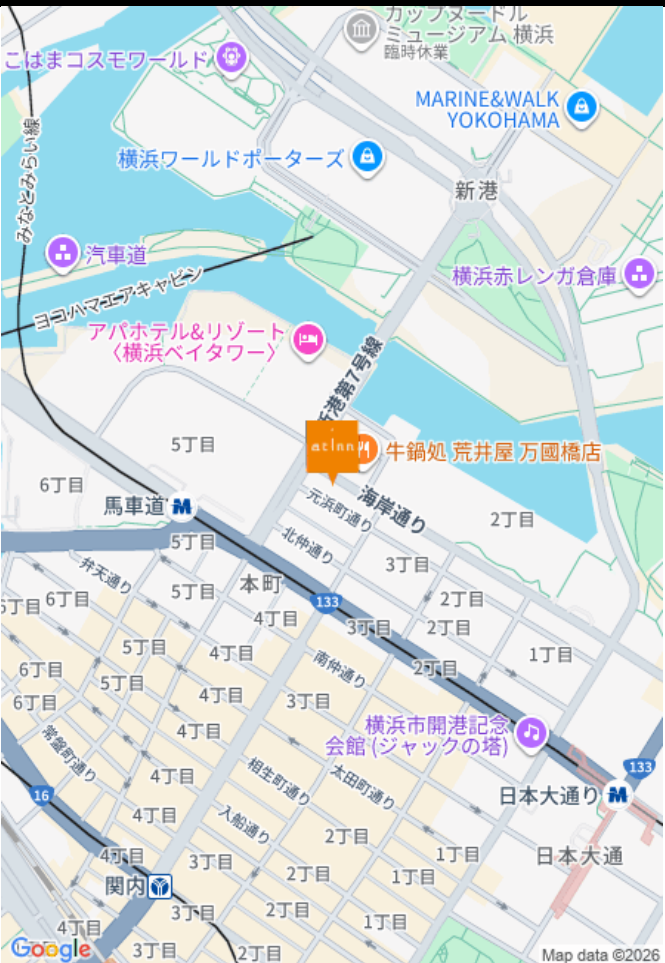 カップヌードル
ミュージアム 横浜
臨時休業
こはまコスモワールド
MARINE&WALK
YOKOHAMA
みなとみらい線
横浜ワールドポーターズ
新港
汽車道
横浜赤レンガ倉庫
ヨコハマエアキャビン
アパホテル&リゾート
〈横浜ベイタワー〉
新港第7号線
5丁目
at inn
牛鍋処 荒井屋 万國橋店
6丁目
馬車道
元浜町通り
海岸通り
2丁目
5丁目
北仲通り
3丁目
弁天通り
5丁目
本町
2丁目
5丁目
6丁目
133
4丁目
3丁目
2丁目
5丁目
4丁目
1丁目
南仲通り
2丁目
6丁目
5丁目
4丁目
3丁目
6丁目
横浜市開港記念
会館 (ジャックの塔)
4丁目
常盤町通り
133
4丁目
相生町通り
太田町通り
16
日本大通り
4丁目
入船通り
2丁目
4丁目
3丁目
1丁目
日本大通
関内
2丁目
1丁目
3丁目
2丁目
1丁目
4丁目
Google
3丁目
2丁目
Map data ©2026